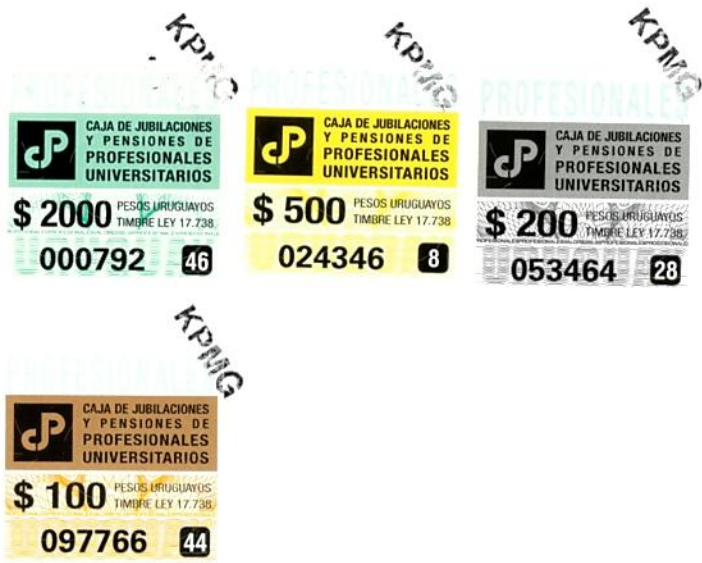 KPMG
PROFESIONALES
CAJA DE JUBILACIONES
Y PENSIONES DE
PROFESIONALES
UNIVERSITARIOS
$ 2000 PESOS URUGUAYOS
TIMBRE LEY 17.738
000792 46
KPMG
PROFESIONALES
CAJA DE JUBILACIONES
Y PENSIONES DE
PROFESIONALES
UNIVERSITARIOS
$ 500 PESOS URUGUAYOS
TIMBRE LEY 17.738
024346 8
KPMG
PROFESIONALES
CAJA DE JUBILACIONES
Y PENSIONES DE
PROFESIONALES
UNIVERSITARIOS
$ 200 PESOS URUGUAYOS
TIMBRE LEY 17.738
053464 28
KPMG
PROFESIONALES
CAJA DE JUBILACIONES
Y PENSIONES DE
PROFESIONALES
UNIVERSITARIOS
$ 100 PESOS URUGUAYOS
TIMBRE LEY 17.738
097766 44